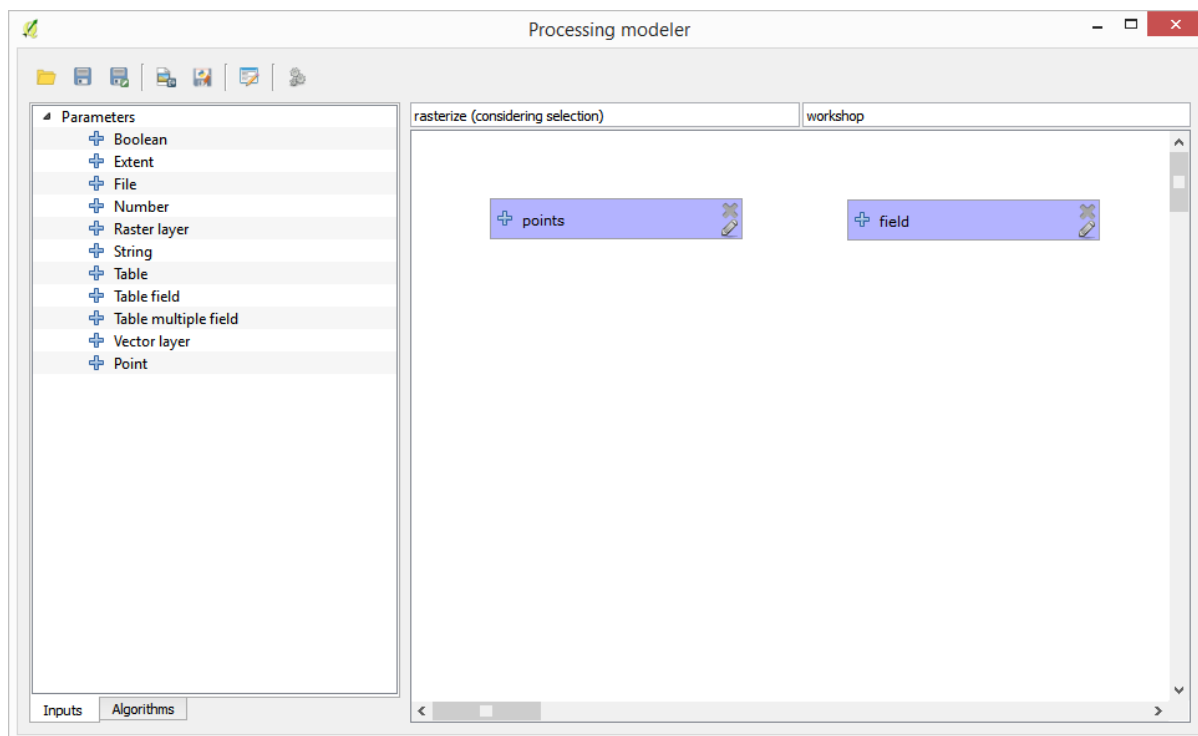 Processing modeler
Parameters
Boolean
Extent
File
Number
Raster layer
String
Table
Table field
Table multiple field
Vector layer
Point
Inputs
Algorithms
rasterize (considering selection)
workshop
points
field